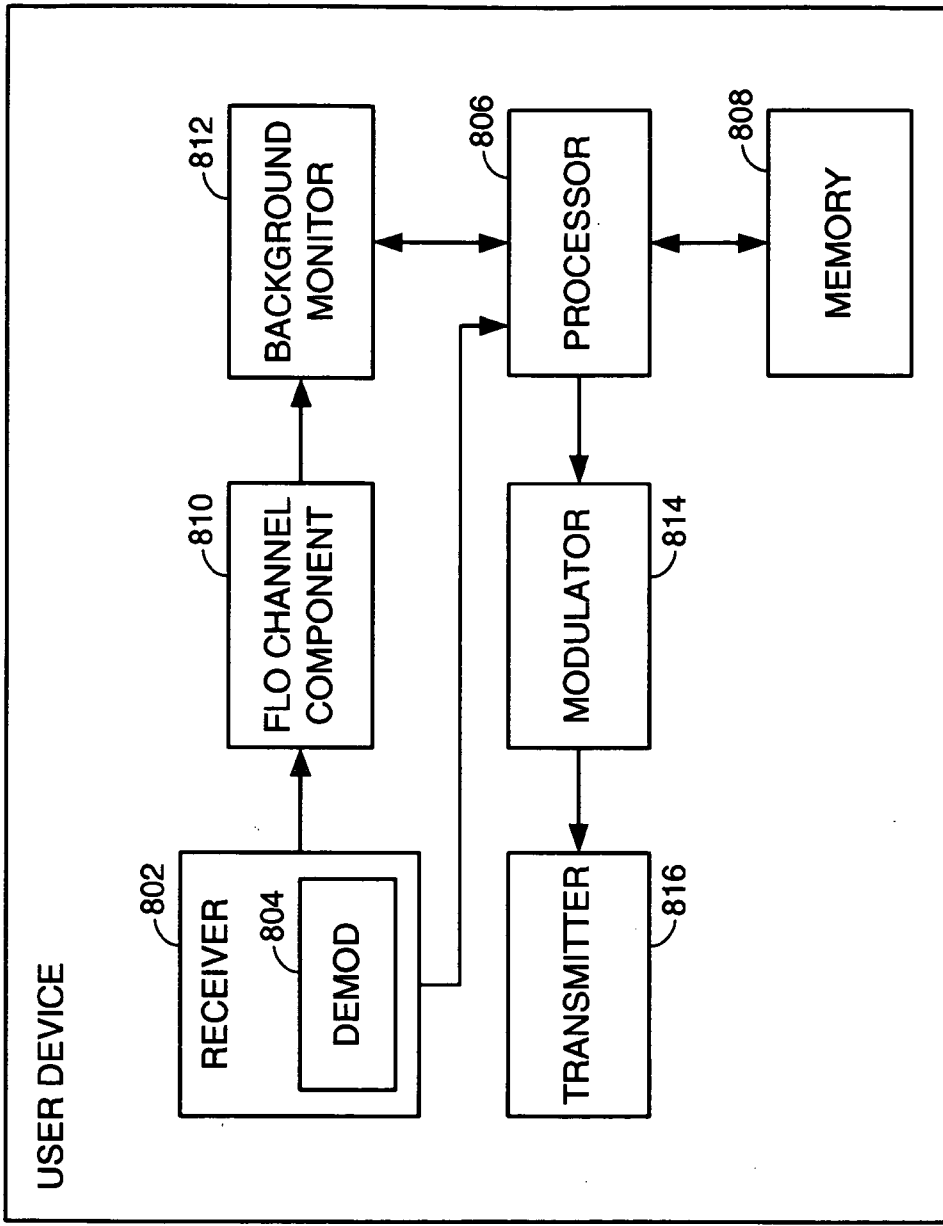 USER DEVICE
802
RECEIVER
804
DEMOD
810
FLO CHANNEL
COMPONENT
812
BACKGROUND
MONITOR
TRANSMITTER
816
MODULATOR
814
806
PROCESSOR
808
MEMORY